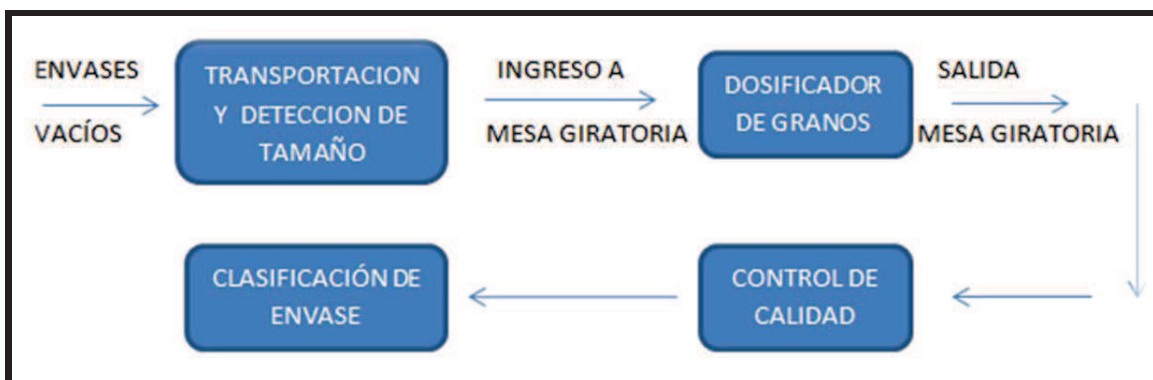 ENVASES
VACÍOS
TRANSPORTACION
Y DETECCION DE
TAMAÑO
INGRESO A
MESA GIRATORIA
DOSIFICADOR
DE GRANOS
SALIDA
MESA GIRATORIA
CONTROL DE
CALIDAD
CLASIFICACIÓN DE
ENVASE